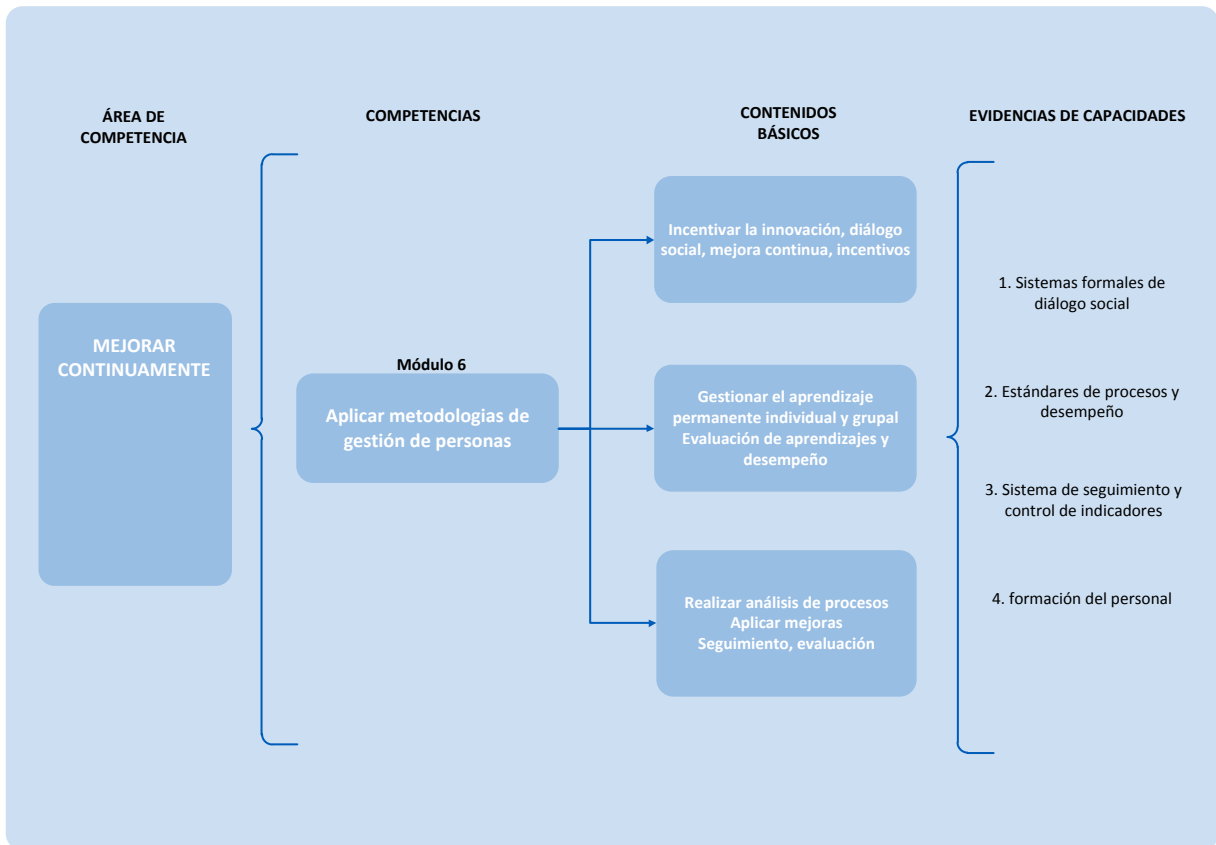 ÁREA DE
COMPETENCIA
COMPETENCIAS
CONTENIDOS
BÁSICOS
EVIDENCIAS DE CAPACIDADES
MEJORAR
CONTINUAMENTE
Módulo 6
Aplicar metodologias de
gestión de personas
Incentivar la innovación, diálogo
social, mejora continua, incentivos
Gestionar el aprendizaje
permanente individual y grupal
Evaluación de aprendizajes y
desempeño
Realizar análisis de procesos
Aplicar mejoras
Seguimiento, evaluación
1. Sistemas formales de
diálogo social
2. Estándares de procesos y
desempeño
3. Sistema de seguimiento y
control de indicadores
4. formación del personal